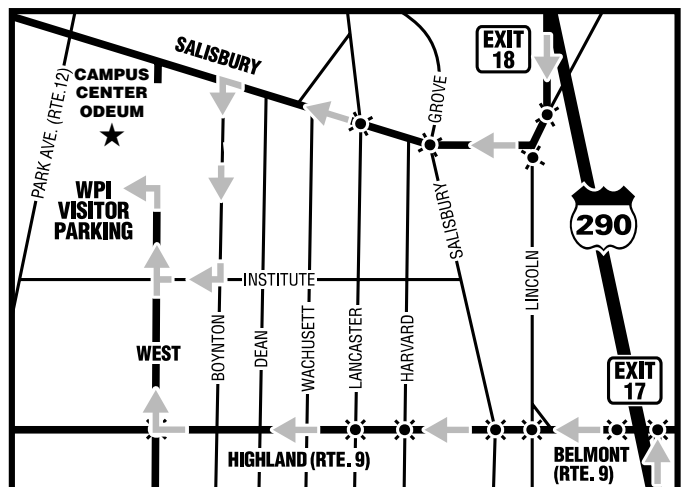 SALISBURY
EXIT
18
CAMPUS
CENTER
ODEUM
PARK AVE. (RTE.12)
GROVE
WPI
VISITOR
PARKING
290
SALISBURY
LINCOLN
INSTITUTE
BOYNTON
DEAN
WACHUSETT
LANCASTER
HARVARD
WEST
EXIT
17
HIGHLAND (RTE. 9)
BELMONT
(RTE. 9)